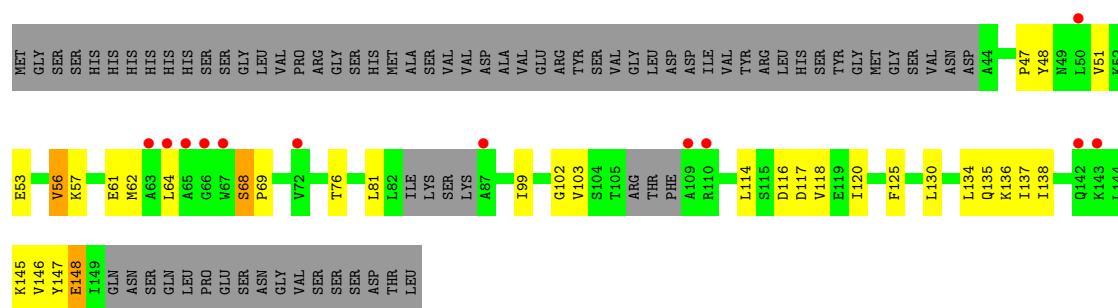 MET GLY SER SER HIS HIS HIS HIS HIS HIS SER SER GLY LEU VAL PRO ARG GLY SER HIS MET ALA SER VAL VAL ASP ALA VAL GLU ARG TYR SER VAL GLY LEU ASP ASP ILE VAL TYR ARG LEU HIS SER TYR GLY MET GLY SER VAL ASN ASP A44 P47 Y48 N49 L50 V51 K52
E53 V56 K57 E61 M62 A63 L64 A65 G66 W67 S68 P69 V72 T76 L81 L82 ILE LYS SER LYS A87 I99 G102 V103 S104 T105 ARG THR PHE A109 R110 L114 S115 D116 D117 V118 E119 I120 F125 L130 L134 Q135 K136 I137 I138 Q142 K143 L144
K145 V146 Y147 E148 I149 GLN ASN SER GLN LEU PRO GLU SER ASN GLY VAL SER SER SER ASP THR LEU